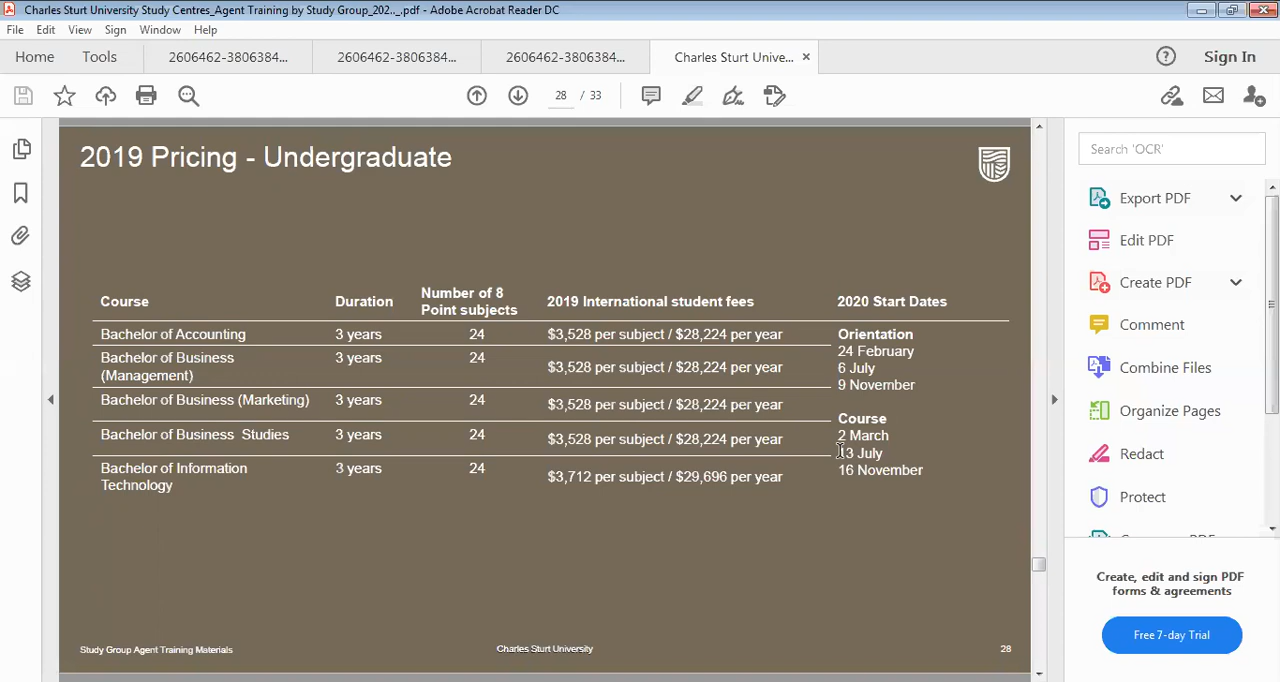 Charles Sturt University Study Centres_Agent Training by Study Group_202.._.pdf - Adobe Acrobat Reader DC
File Edit View Sign Window Help
Home Tools 2606462-3806384... 2606462-3806384... 2606462-3806384... Charles Sturt Unive... × Sign In
28 / 33
2019 Pricing - Undergraduate
Search 'OCR'
Export PDF
Edit PDF
Create PDF
Comment
Combine Files
Organize Pages
Redact
Protect
Course Duration Number of 8 Point subjects 2019 International student fees 2020 Start Dates
Bachelor of Accounting 3 years 24 $3,528 per subject / $28,224 per year
Bachelor of Business (Management) 3 years 24 $3,528 per subject / $28,224 per year
Bachelor of Business (Marketing) 3 years 24 $3,528 per subject / $28,224 per year
Bachelor of Business Studies 3 years 24 $3,528 per subject / $28,224 per year
Bachelor of Information Technology 3 years 24 $3,712 per subject / $29,696 per year
Orientation
24 February
6 July
9 November
Course
2 March
13 July
16 November
Create, edit and sign PDF
forms & agreements
Free 7-day Trial
Study Group Agent Training Materials Charles Sturt University 28